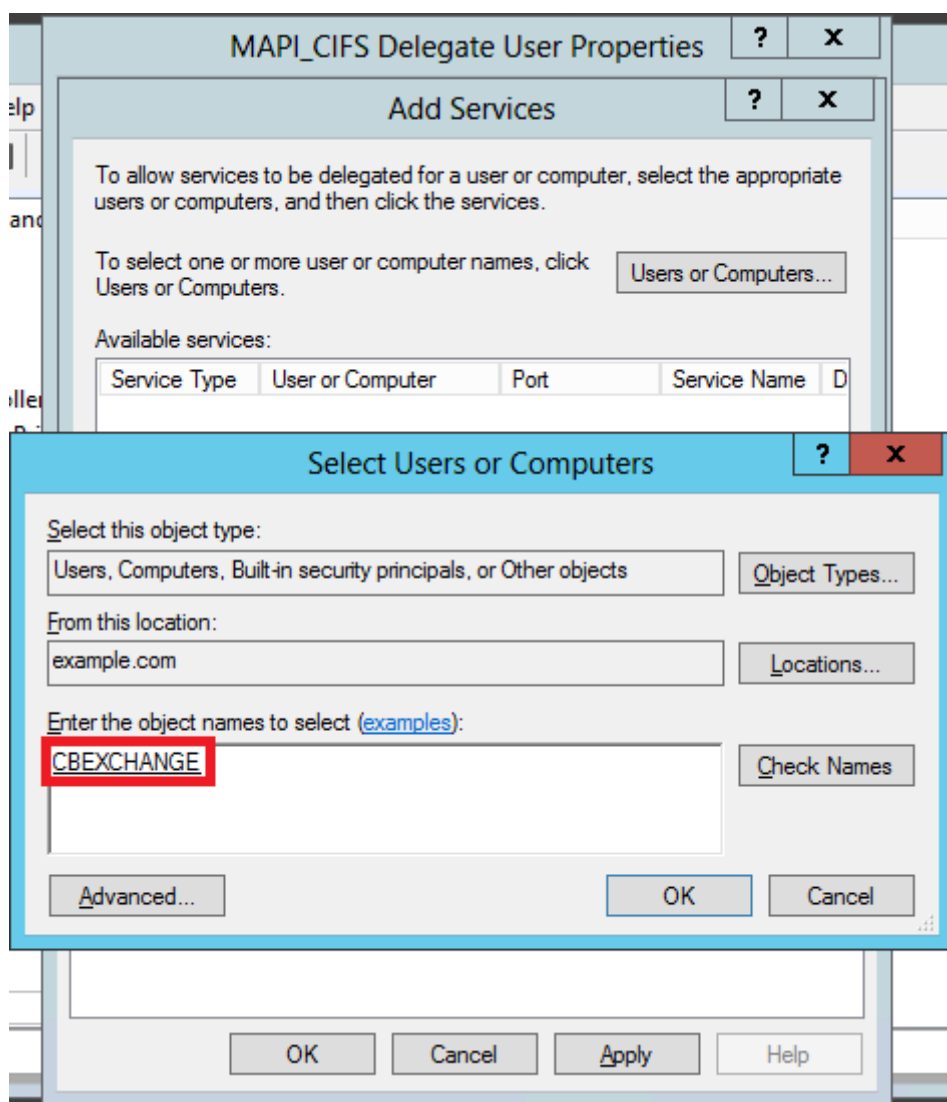 MAPI_CIFS Delegate User Properties
? x
elp
Add Services
? x
To allow services to be delegated for a user or computer, select the appropriate
users or computers, and then click the services.
and
To select one or more user or computer names, click
Users or Computers.
Users or Computers...
Available services:
Service Type User or Computer Port Service Name D
oller
Select Users or Computers
? x
Select this object type:
Users, Computers, Built-in security principals, or Other objects
Object Types...
From this location:
example.com
Locations...
Enter the object names to select (examples):
CBEXCHANGE
Check Names
Advanced...
OK
Cancel
OK
Cancel
Apply
Help